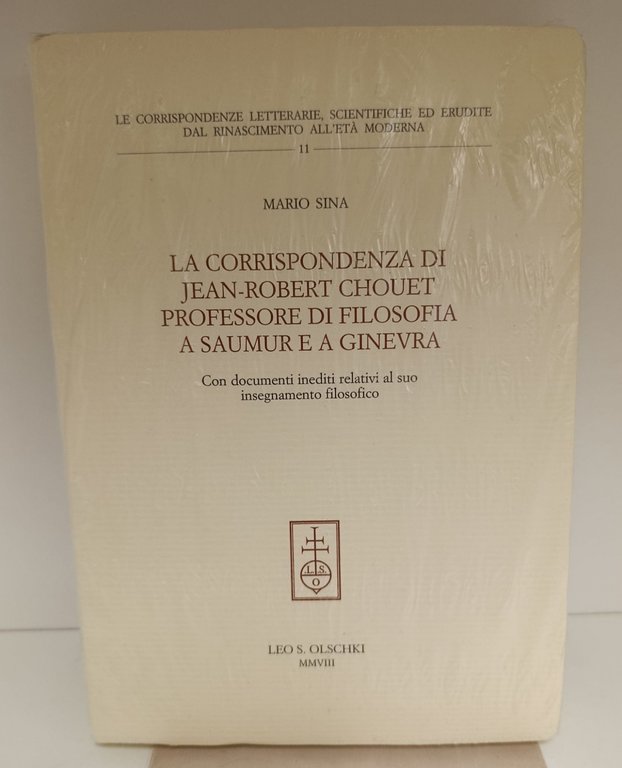 LE CORRISPONDENZE LETTERARIE, SCIENTIFICHE ED ERUDITE
DAL RINASCIMENTO ALL'ETÀ MODERNA
11
MARIO SINA
LA CORRISPONDENZA DI
JEAN-ROBERT CHOUET
PROFESSORE DI FILOSOFIA
A SAUMUR E A GINEVRA
Con documenti inediti relativi al suo
insegnamento filosofico
L. S.
O
LEO S. OLSCHKI
MMVIII